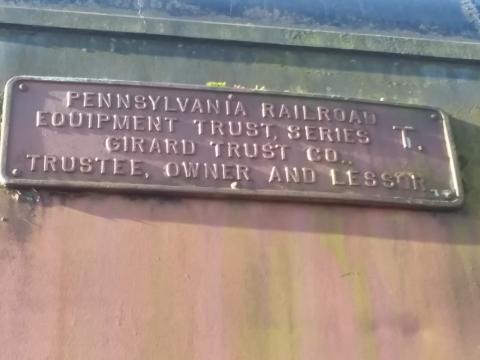 PENNSYLVANIA RAILROAD
EQUIPMENT TRUST, SERIES T.
GIRARD TRUST CO.,
TRUSTEE, OWNER AND LESSOR.